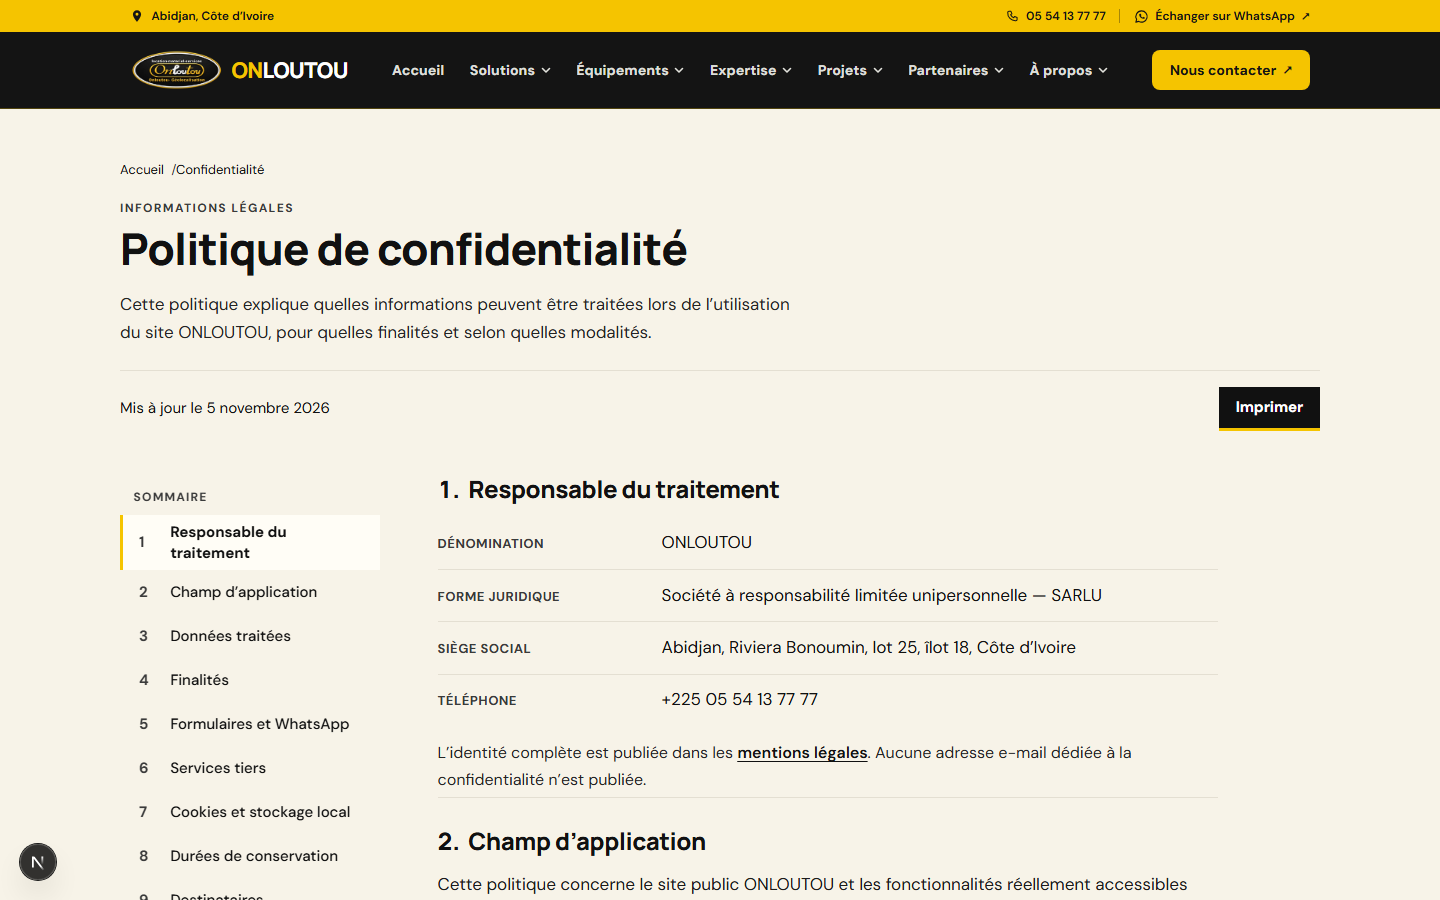 Abidjan, Côte d’Ivoire
05 54 13 77 77
Échanger sur WhatsApp ↗
Onloutou
ONLOUTOU
Accueil
Solutions
Équipements
Expertise
Projets
Partenaires
À propos
Nous contacter ↗
Accueil /Confidentialité
INFORMATIONS LÉGALES
Politique de confidentialité
Cette politique explique quelles informations peuvent être traitées lors de l’utilisation
du site ONLOUTOU, pour quelles finalités et selon quelles modalités.
Mis à jour le 5 novembre 2026
Imprimer
SOMMAIRE
1 Responsable du
traitement
2 Champ d’application
3 Données traitées
4 Finalités
5 Formulaires et WhatsApp
6 Services tiers
7 Cookies et stockage local
8 Durées de conservation
9 Destinataires
1. Responsable du traitement
DÉNOMINATION ONLOUTOU
FORME JURIDIQUE Société à responsabilité limitée unipersonnelle — SARLU
SIÈGE SOCIAL Abidjan, Riviera Bonoumin, lot 25, îlot 18, Côte d’Ivoire
TÉLÉPHONE +225 05 54 13 77 77
L’identité complète est publiée dans les mentions légales. Aucune adresse e-mail dédiée à la
confidentialité n’est publiée.
2. Champ d’application
Cette politique concerne le site public ONLOUTOU et les fonctionnalités réellement accessibles
N